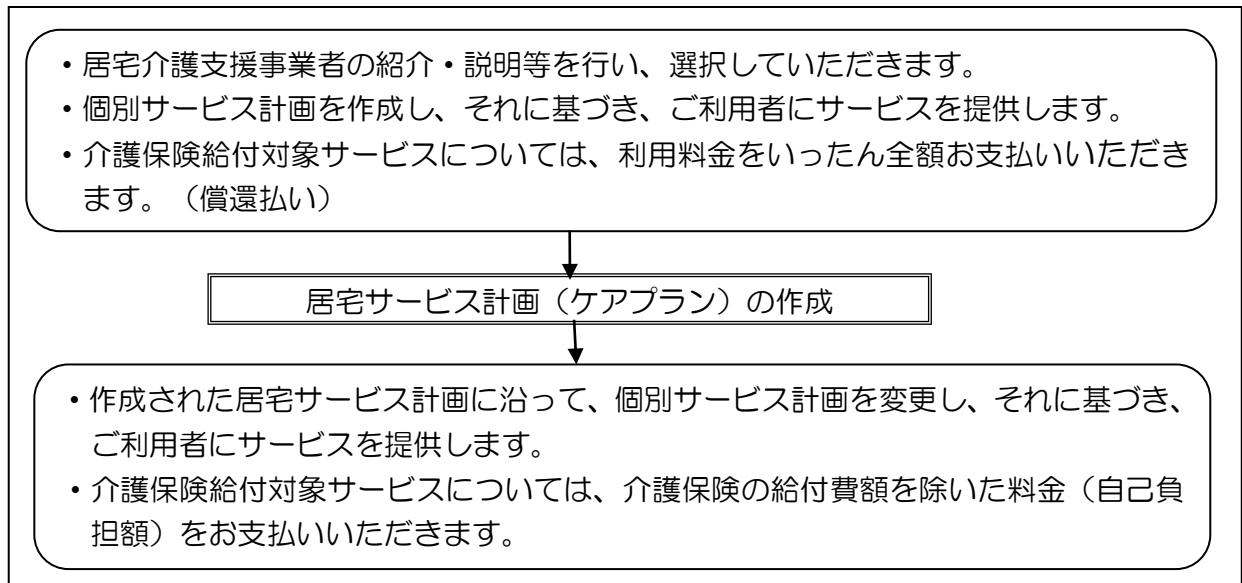 ・居宅介護支援事業者の紹介・説明等を行い、選択していただきます。
・個別サービス計画を作成し、それに基づき、ご利用者にサービスを提供します。
・介護保険給付対象サービスについては、利用料金をいったん全額お支払いいただき
ます。（償還払い）
居宅サービス計画（ケアプラン）の作成
・作成された居宅サービス計画に沿って、個別サービス計画を変更し、それに基づき、
ご利用者にサービスを提供します。
・介護保険給付対象サービスについては、介護保険の給付費額を除いた料金（自己負
担額）をお支払いいただきます。